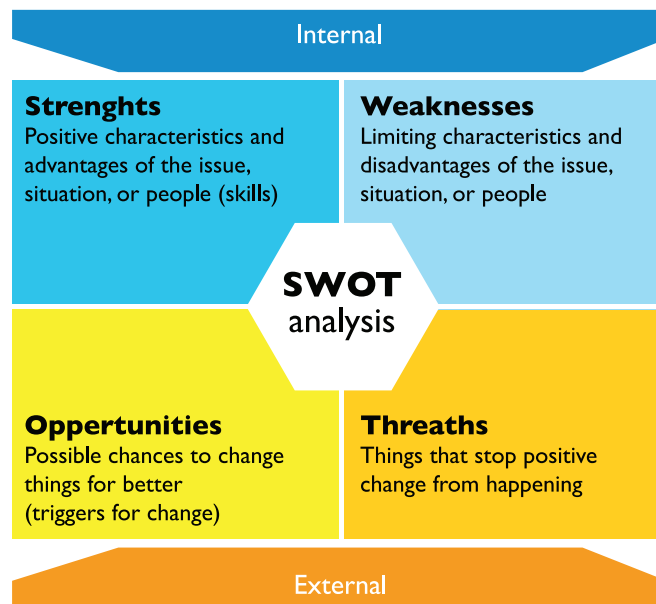 Internal
Strenghts
Positive characteristics and
advantages of the issue,
situation, or people (skills)
Weaknesses
Limiting characteristics and
disadvantages of the issue,
situation, or people
SWOT
analysis
Oppertunities
Possible chances to change
things for better
(triggers for change)
Threaths
Things that stop positive
change from happening
External